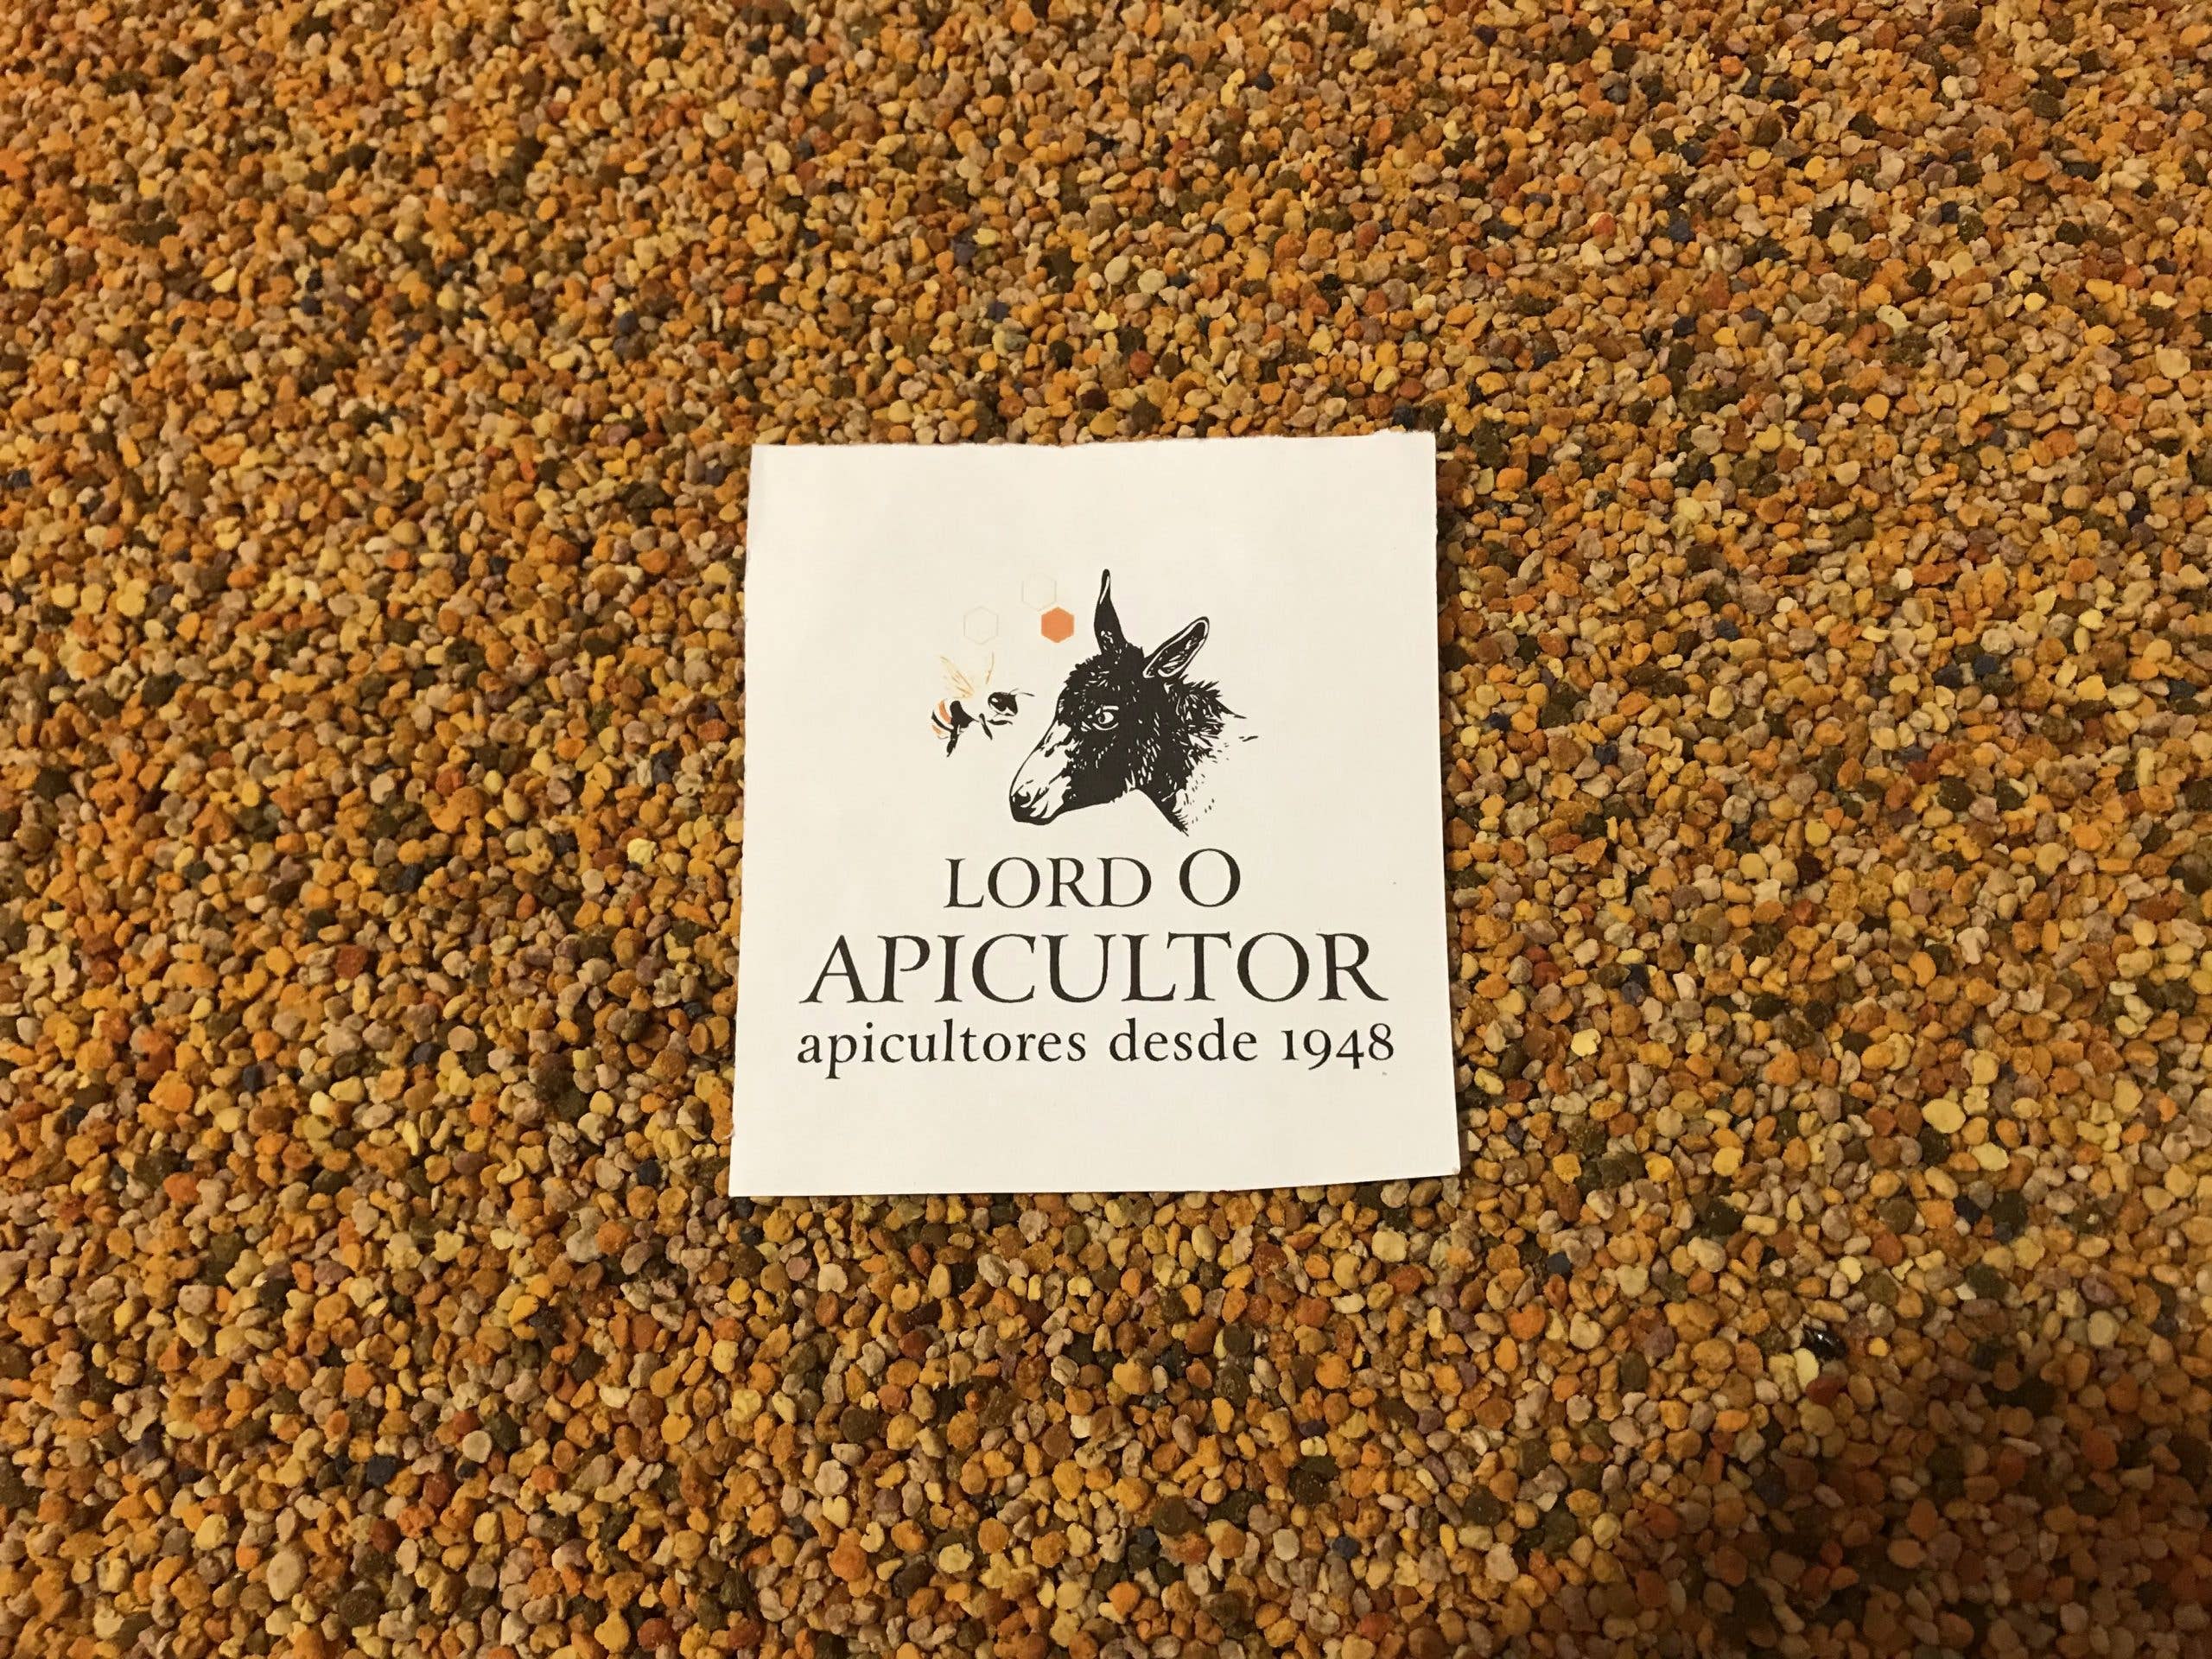 LORD O
APICULTOR
apicultores desde 1948